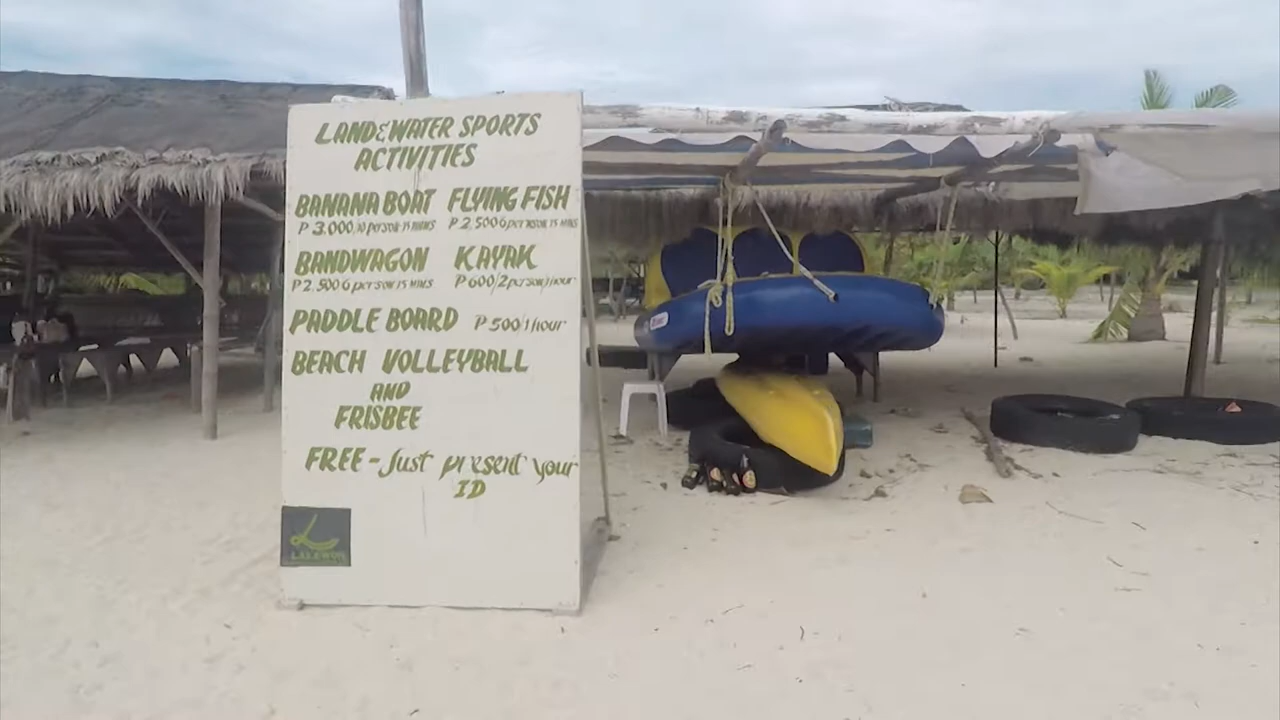 LAND & WATER SPORTS
ACTIVITIES
BANANA BOAT FLYING FISH
₱ 3,000 10 person 15 MINS ₱ 2,500 6 person 15 MINS
BANDWAGON KAYAK
₱ 2,500 6 person 15 MINS ₱ 600/2 person/1 hour
PADDLE BOARD ₱ 500/1 hour
BEACH VOLLEYBALL
AND
FRISBEE
FREE - Just present your
ID